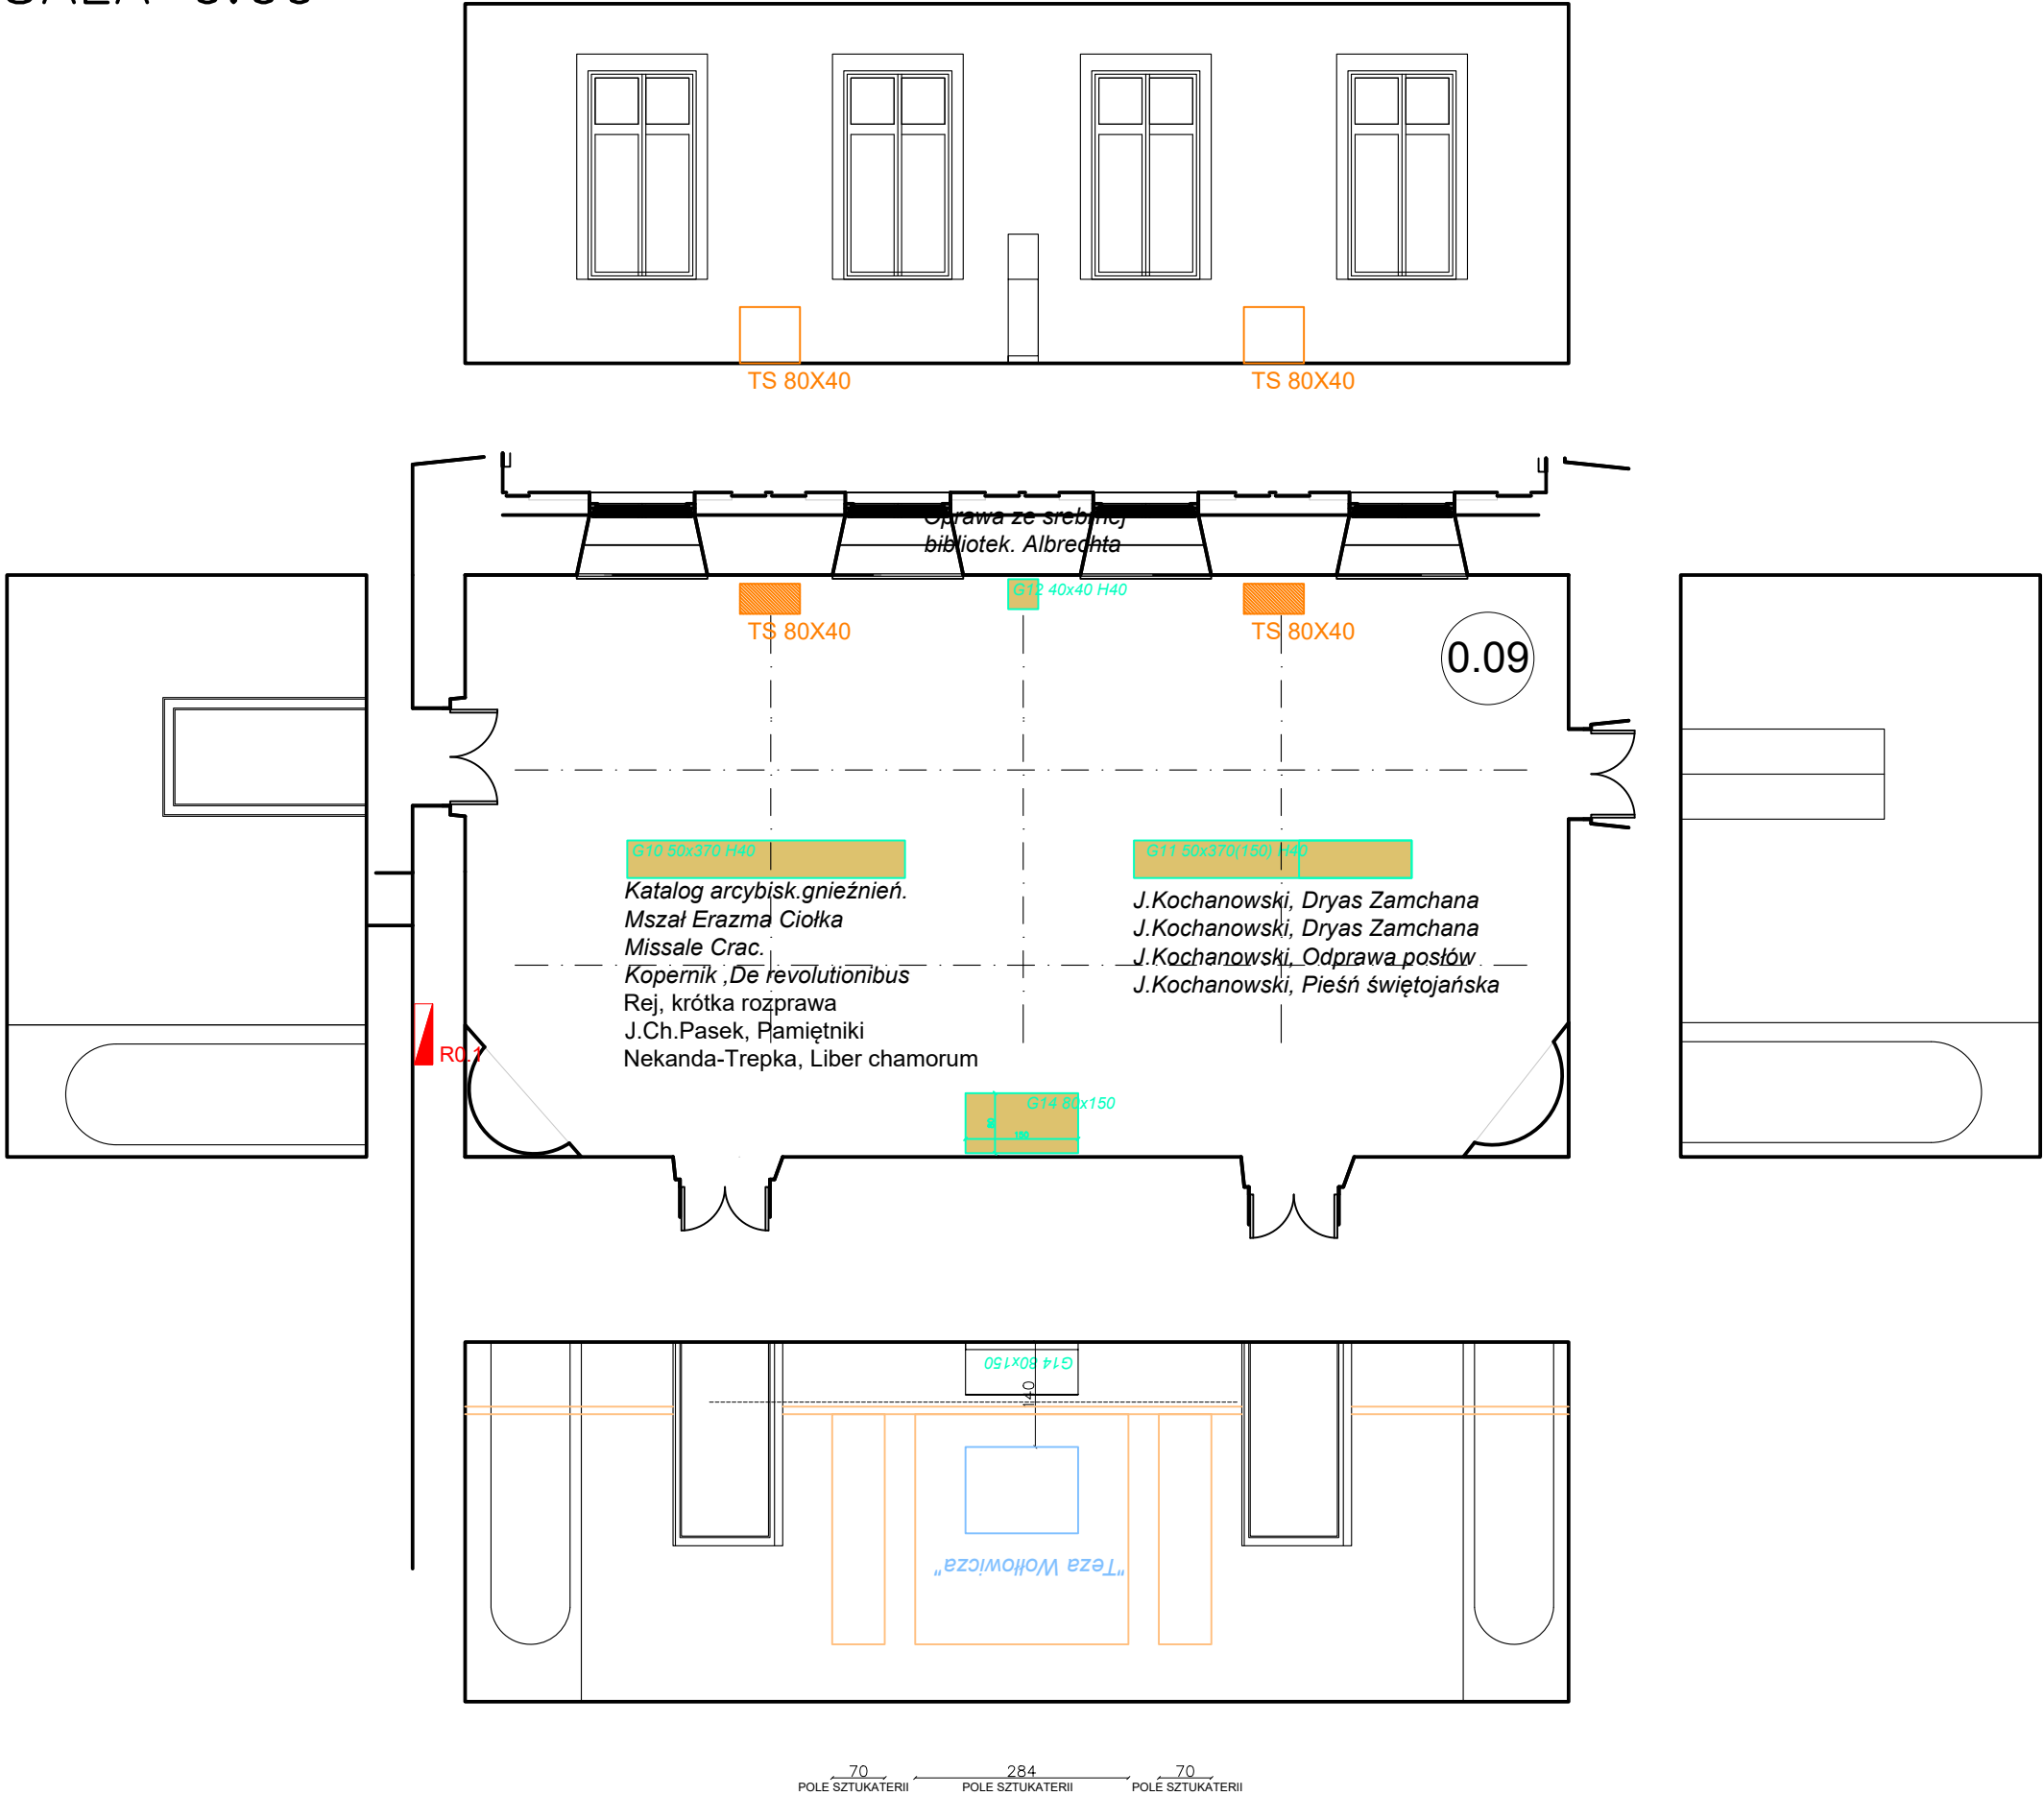 TS 80X40
TS 80X40
Oprawa ze srebrnej
bibliotek. Albrechta
G12 40x40 H40
TS 80X40
TS 80X40
0.09
G10 50x370 H40
G11 50x370(150) H40
Katalog arcybisk.gnieźnień.
Mszał Erazma Ciołka
Missale Crac.
Kopernik ,De revolutionibus
Rej, krótka rozprawa
J.Ch.Pasek, Pamiętniki
Nekanda-Trepka, Liber chamorum
J.Kochanowski, Dryas Zamchana
J.Kochanowski, Dryas Zamchana
J.Kochanowski, Odprawa posłów
J.Kochanowski, Pieśń świętojańska
R0.1
G14 80x150
80
150
G14 80x150
140
"Teza Wołłowicza"
70
284
70
POLE SZTUKATERII
POLE SZTUKATERII
POLE SZTUKATERII